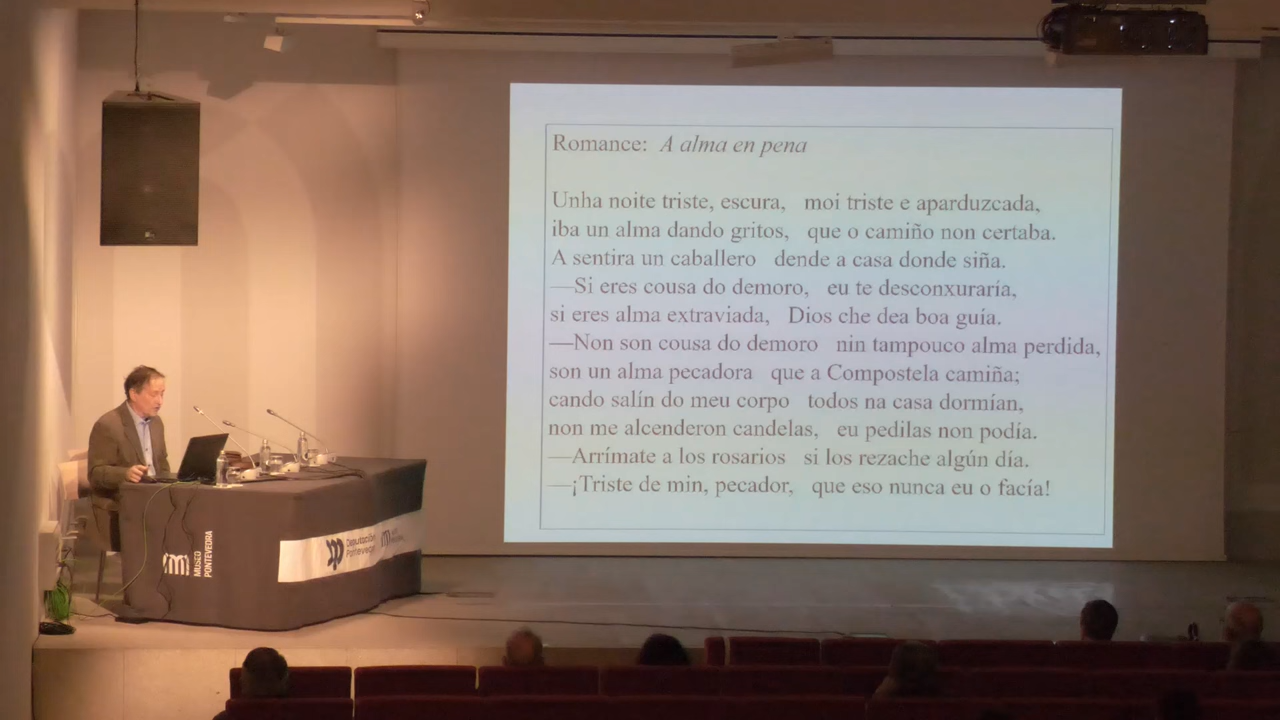 Romance: A alma en pena
Unha noite triste, escura, moi triste e aparduzcada,
iba un alma dando gritos, que o camiño non certaba.
A sentira un caballero dende a casa donde siña.
—Si eres cousa do demoro, eu te desconxuraría,
si eres alma extraviada, Dios che dea boa guía.
—Non son cousa do demoro nin tampouco alma perdida,
son un alma pecadora que a Compostela camiña;
cando salín do meu corpo todos na casa dormían,
non me alcenderon candelas, eu pedilas non podía.
—Arrímate a los rosarios si los rezache algún día.
—¡Triste de min, pecador, que eso nunca eu o facía!
MUSEO
PONTEVEDRA
Deputación
Pontevedra